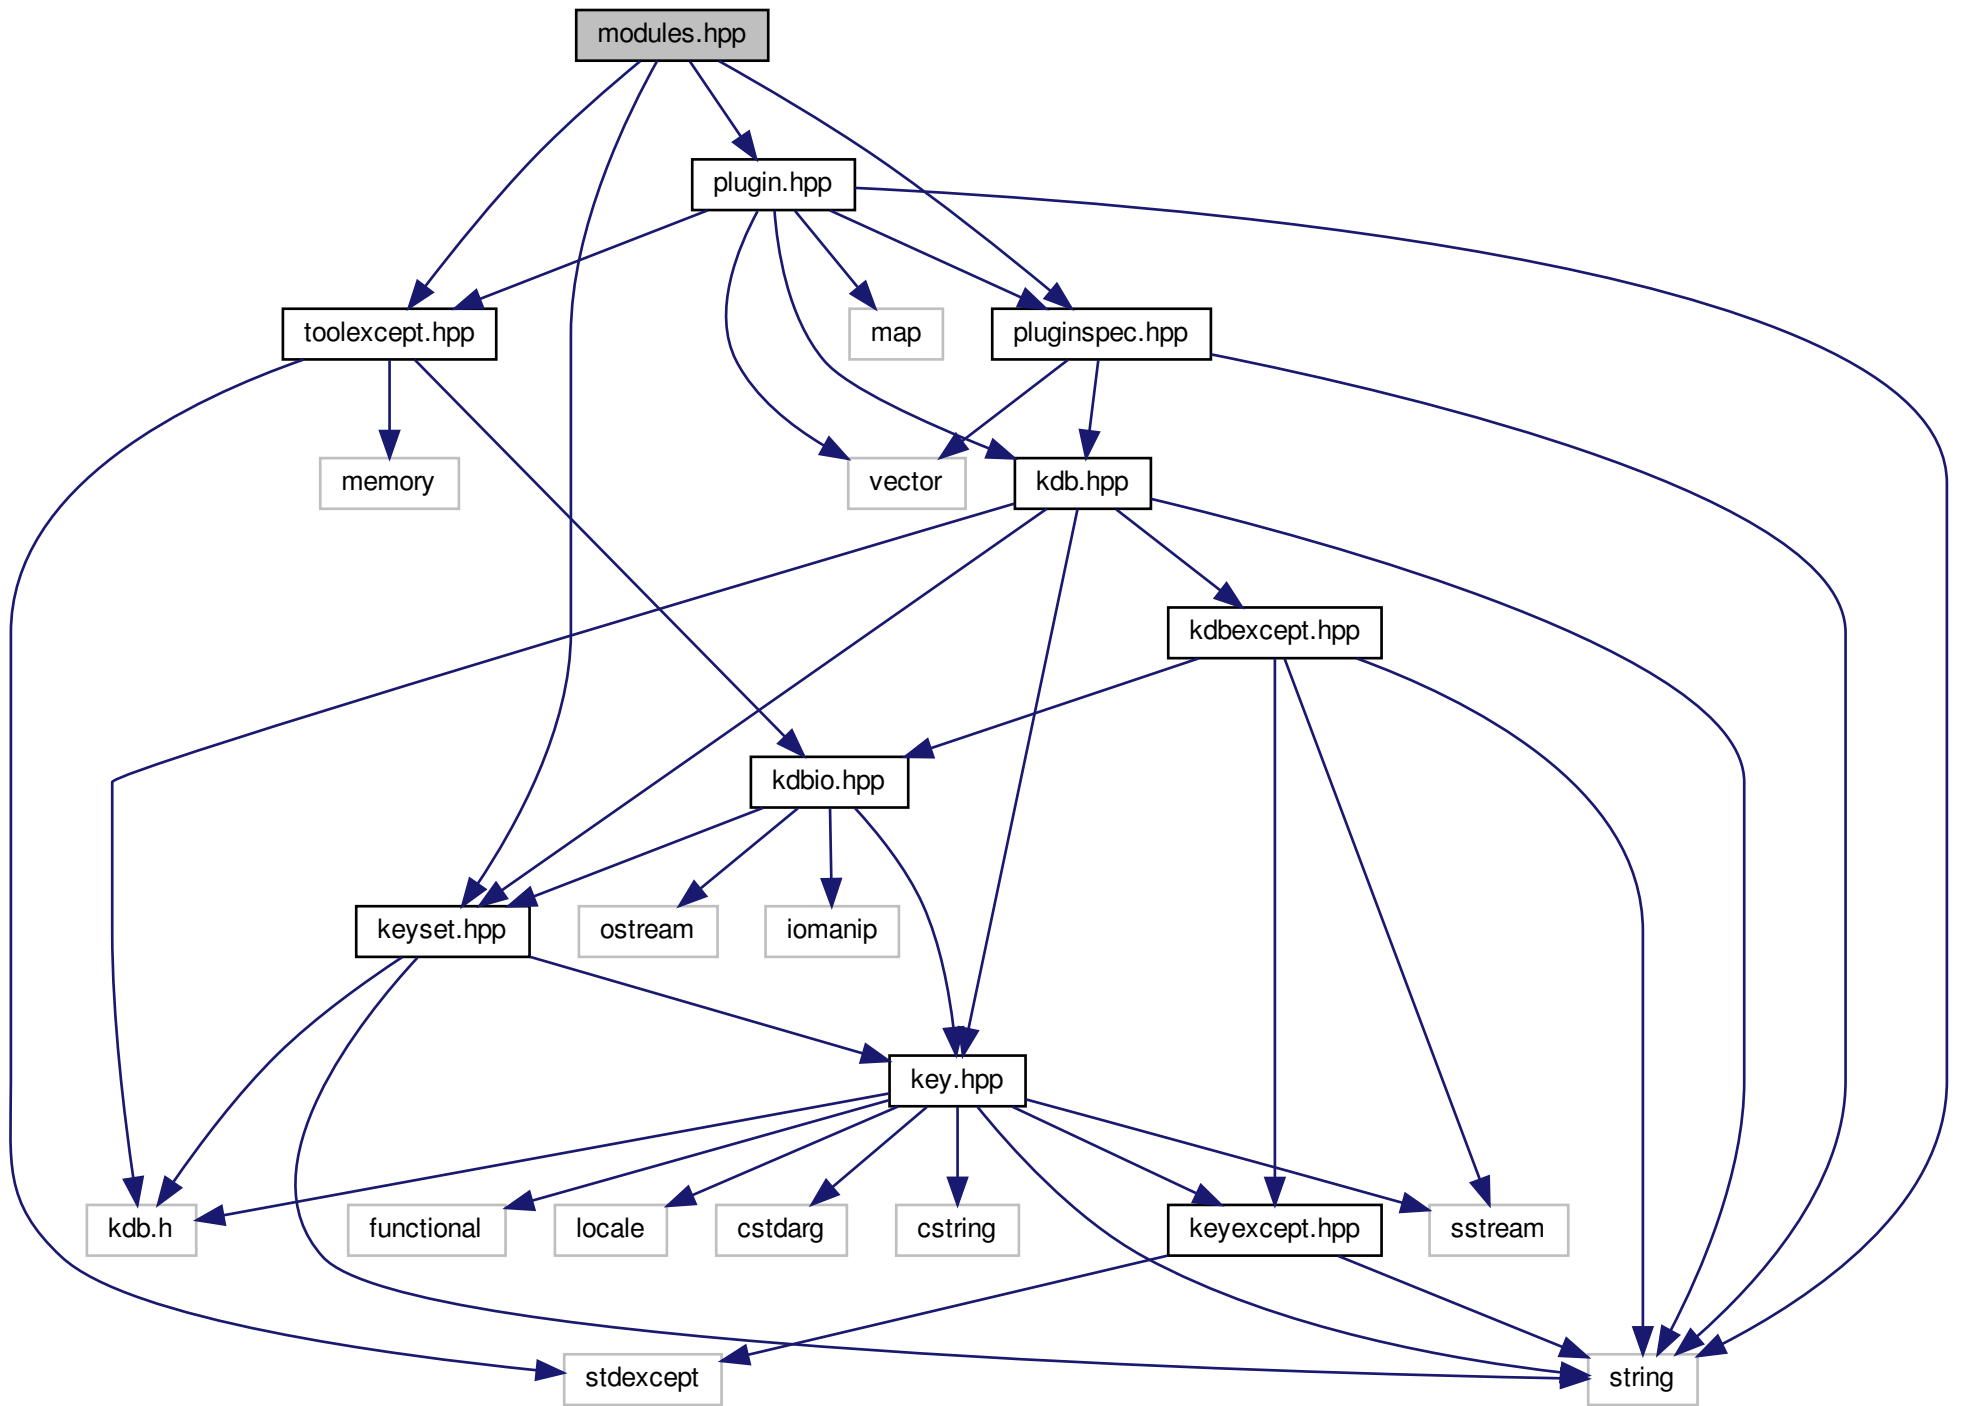 modules.hpp
plugin.hpp
toolexcept.hpp
map
pluginspec.hpp
memory
vector
kdb.hpp
kdbexcept.hpp
kdbio.hpp
keyset.hpp
ostream
iomanip
key.hpp
kdb.h
functional
locale
cstdarg
cstring
keyexcept.hpp
sstream
stdexcept
string